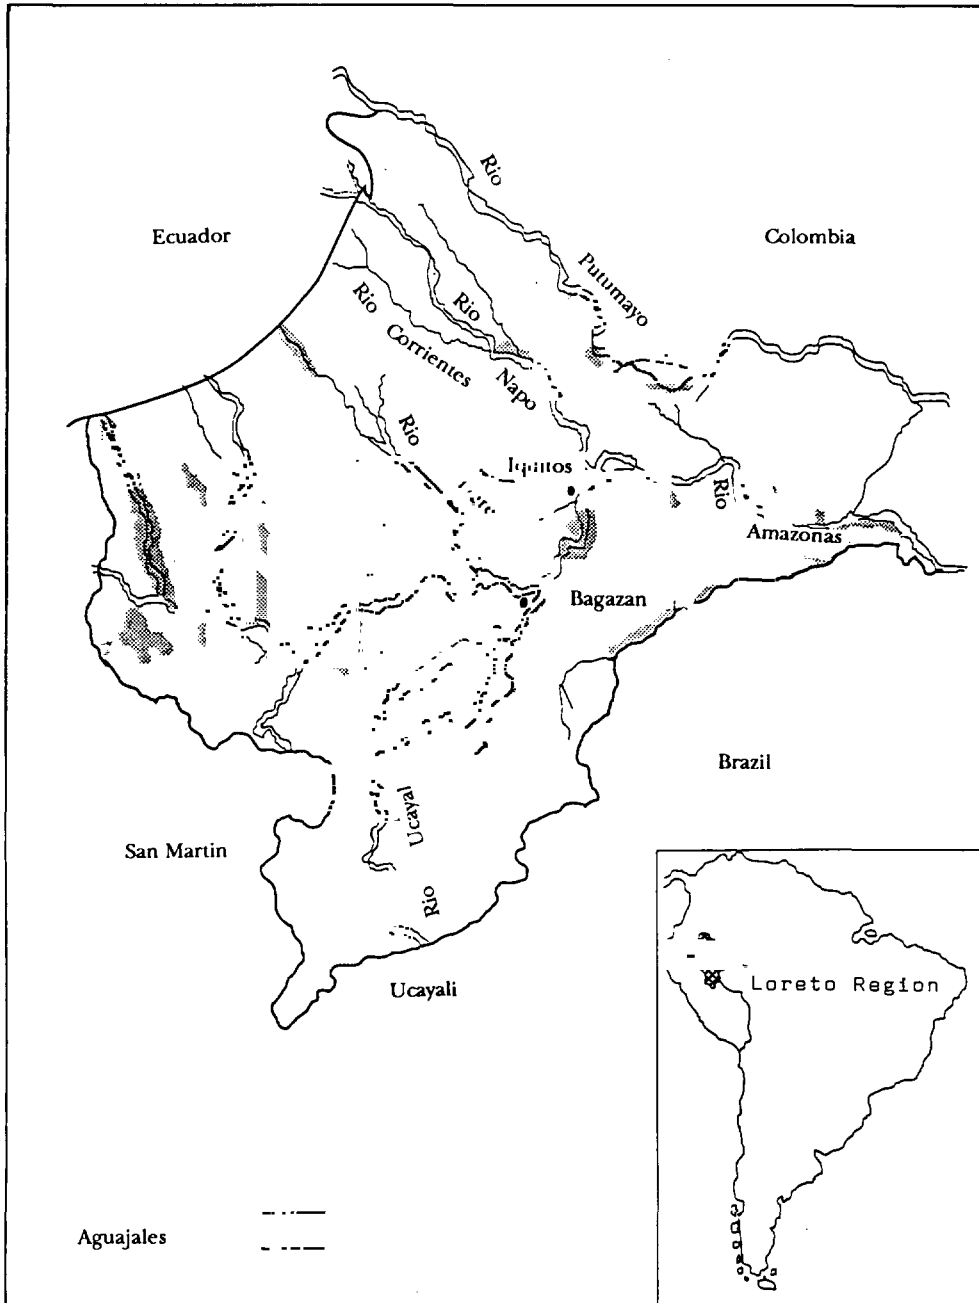 Rio
Ecuador
Colombia
Putumayo
Rio
Rio
Corrientes
Napo
Rio
Iquitos
Rio
Amazonas
Bagazan
Brazil
Ucayal
San Martin
Rio
Ucayali
Loreto Region
Aguajales